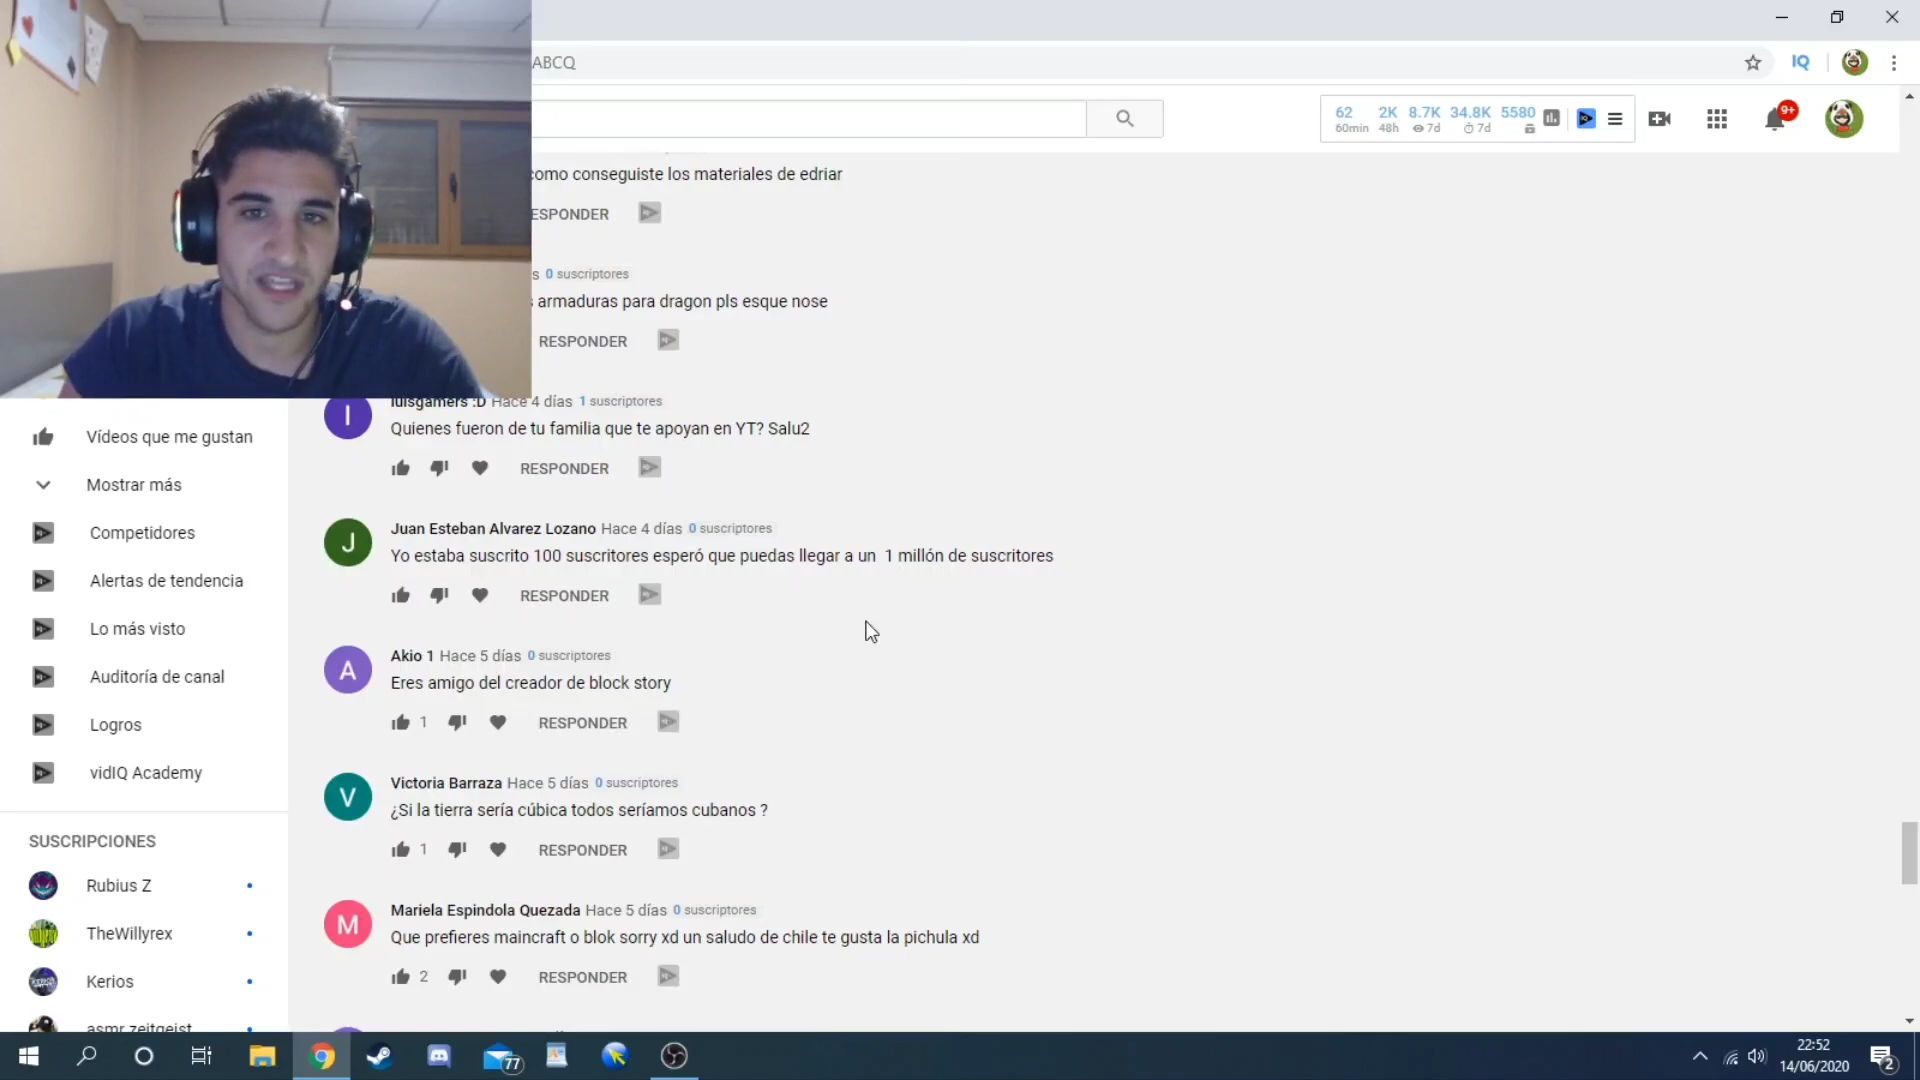 ABCQ
62 2K 8.7K 34.8K 5580
60min 48h 7d 7d
IQ
9+
como conseguiste los materiales de edriar
ESPONDER
s 0 suscriptores
s armaduras para dragon pls esque nose
RESPONDER
luisgamers :D Hace 4 días 1 suscriptores
Quienes fueron de tu familia que te apoyan en YT? Salu2
RESPONDER
Juan Esteban Alvarez Lozano Hace 4 días 0 suscriptores
Yo estaba suscrito 100 suscritores esperó que puedas llegar a un 1 millón de suscritores
RESPONDER
Akio 1 Hace 5 días 0 suscriptores
Eres amigo del creador de block story
1 RESPONDER
Victoria Barraza Hace 5 días 0 suscriptores
¿Si la tierra sería cúbica todos seríamos cubanos ?
1 RESPONDER
Mariela Espindola Quezada Hace 5 días 0 suscriptores
Que prefieres maincraft o blok sorry xd un saludo de chile te gusta la pichula xd
2 RESPONDER
Vídeos que me gustan
Mostrar más
Competidores
Alertas de tendencia
Lo más visto
Auditoría de canal
Logros
vidIQ Academy
SUSCRIPCIONES
Rubius Z
TheWillyrex
Kerios
asmr zeitgeist
77
22:52
14/06/2020
2